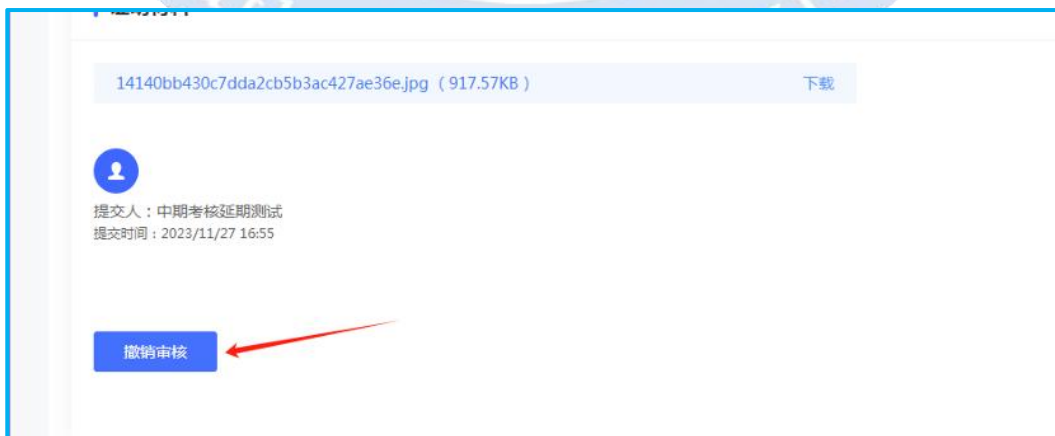 14140bb430c7dda2cb5b3ac427ae36e.jpg（917.57KB） 下载
提交人：中期考核延期测试
提交时间：2023/11/27 16:55
撤销审核